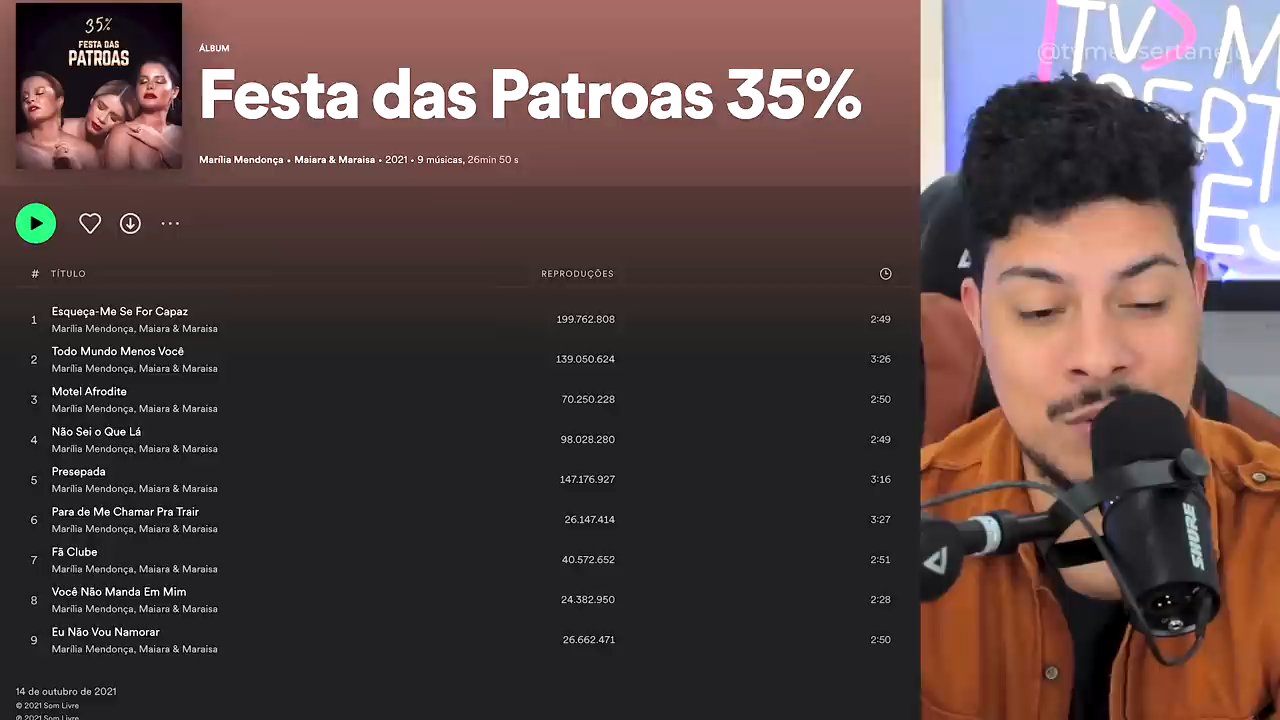 35%
FESTA DAS
PATROAS
ÁLBUM
Festa das Patroas 35%
Marília Mendonça • Maiara & Maraisa • 2021 • 9 músicas, 26min 50 s
# TÍTULO REPRODUÇÕES
1 Esqueça-Me Se For Capaz 199.762.808 2:49
Marília Mendonça, Maiara & Maraisa
2 Todo Mundo Menos Você 139.050.624 3:26
Marília Mendonça, Maiara & Maraisa
3 Motel Afrodite 70.250.228 2:50
Marília Mendonça, Maiara & Maraisa
4 Não Sei o Que Lá 98.028.280 2:49
Marília Mendonça, Maiara & Maraisa
5 Presepada 147.176.927 3:16
Marília Mendonça, Maiara & Maraisa
6 Para de Me Chamar Pra Trair 26.147.414 3:27
Marília Mendonça, Maiara & Maraisa
7 Fã Clube 40.572.652 2:51
Marília Mendonça, Maiara & Maraisa
8 Você Não Manda Em Mim 24.382.950 2:28
Marília Mendonça, Maiara & Maraisa
9 Eu Não Vou Namorar 26.662.471 2:50
Marília Mendonça, Maiara & Maraisa
14 de outubro de 2021
© 2021 Som Livre
℗ 2021 Som Livre
TV M
ERT
EJ
SHURE